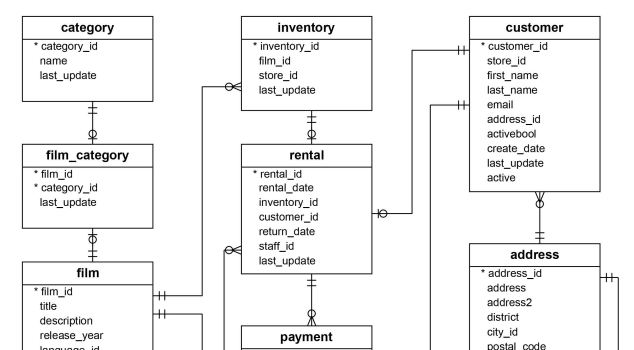 category
* category_id
name
last_update
film_category
* film_id
* category_id
last_update
film
* film_id
title
description
release_year
language_id
inventory
* inventory_id
film_id
store_id
last_update
rental
* rental_id
rental_date
inventory_id
customer_id
return_date
staff_id
last_update
payment
customer
* customer_id
store_id
first_name
last_name
email
address_id
activebool
create_date
last_update
active
address
* address_id
address
address2
district
city_id
postal_code